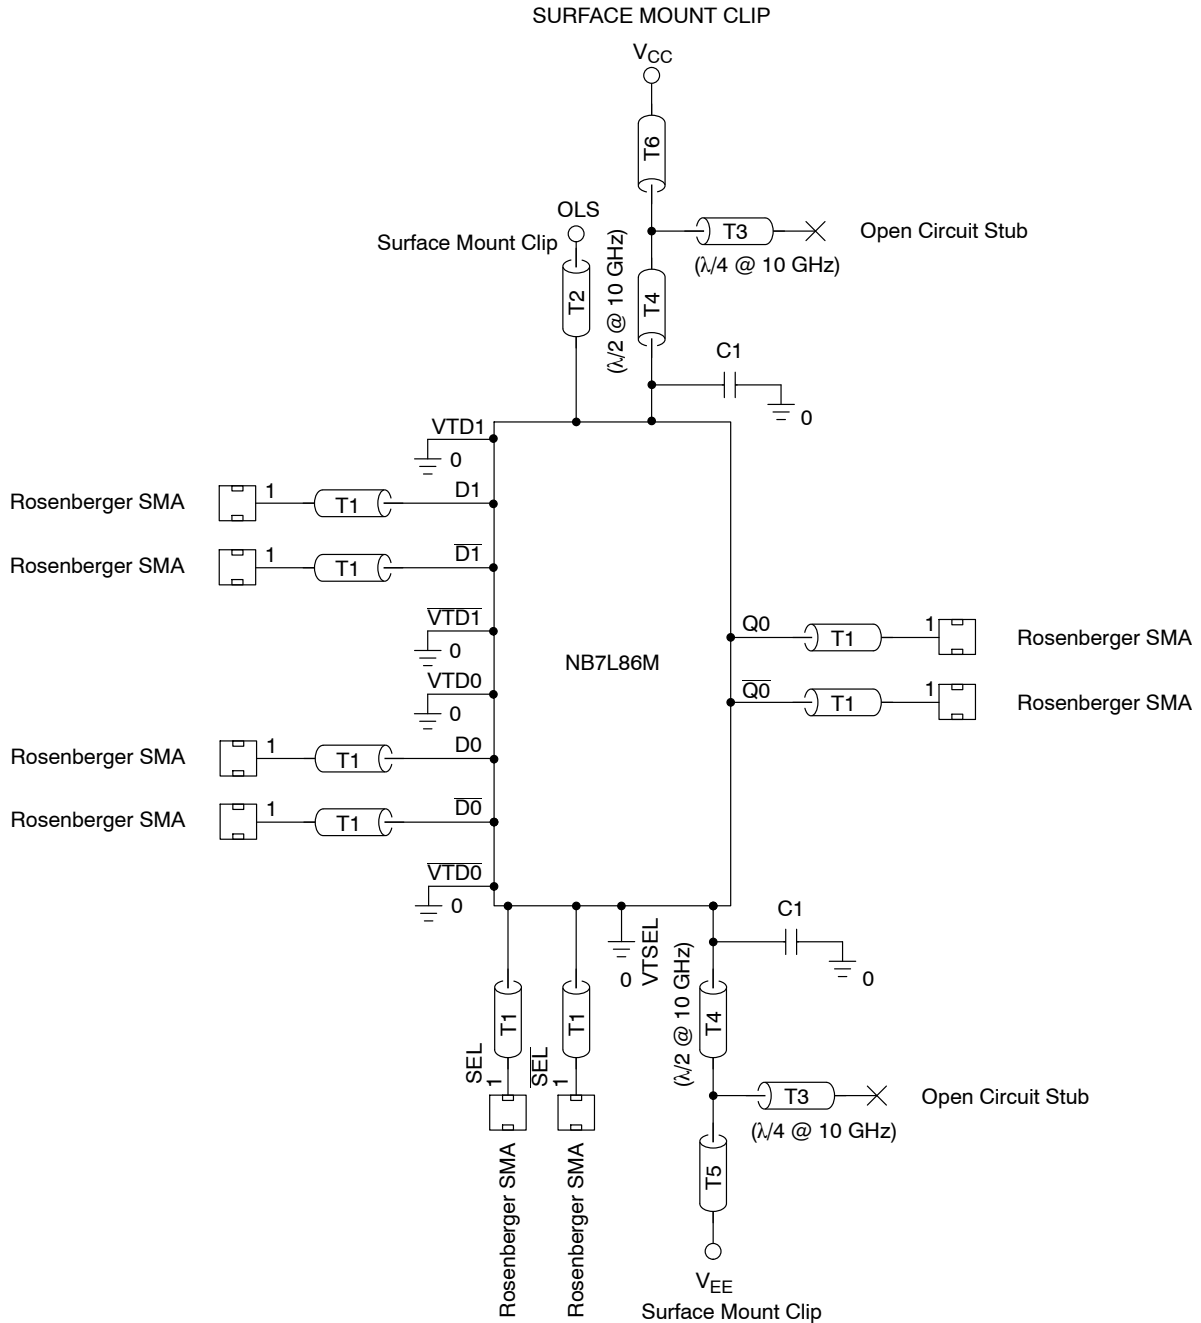 SURFACE MOUNT CLIP
VCC
T6
OLS
Surface Mount Clip
T3
Open Circuit Stub
(λ/4 @ 10 GHz)
T2
(λ/2 @ 10 GHz)
T4
C1
0
VTD1
0
Rosenberger SMA
1
T1
D1
Rosenberger SMA
1
T1
D1
VTD1
0
VTD0
0
Rosenberger SMA
1
T1
D0
Rosenberger SMA
1
T1
D0
VTD0
0
NB7L86M
Q0
T1
1
Rosenberger SMA
Q0
T1
1
Rosenberger SMA
0
VTSEL
C1
0
T1
SEL
1
Rosenberger SMA
T1
SEL
1
Rosenberger SMA
(λ/2 @ 10 GHz)
T4
T3
Open Circuit Stub
(λ/4 @ 10 GHz)
T5
VEE
Surface Mount Clip